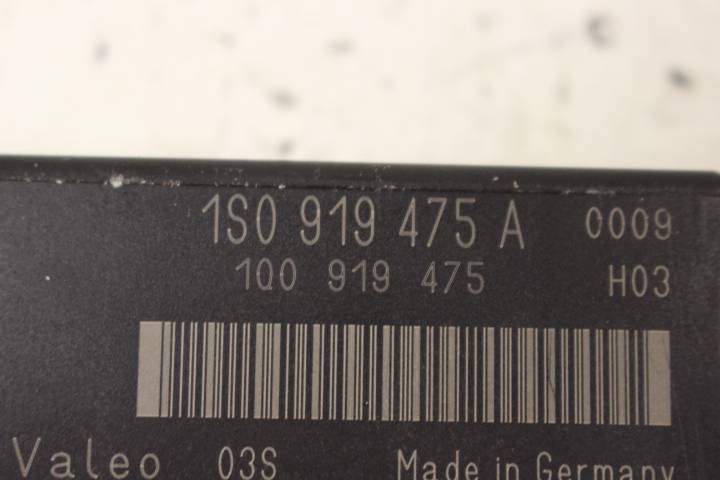 1S0 919 475 A 0009
1Q0 919 475 H03
Valeo 03S Made in Germany